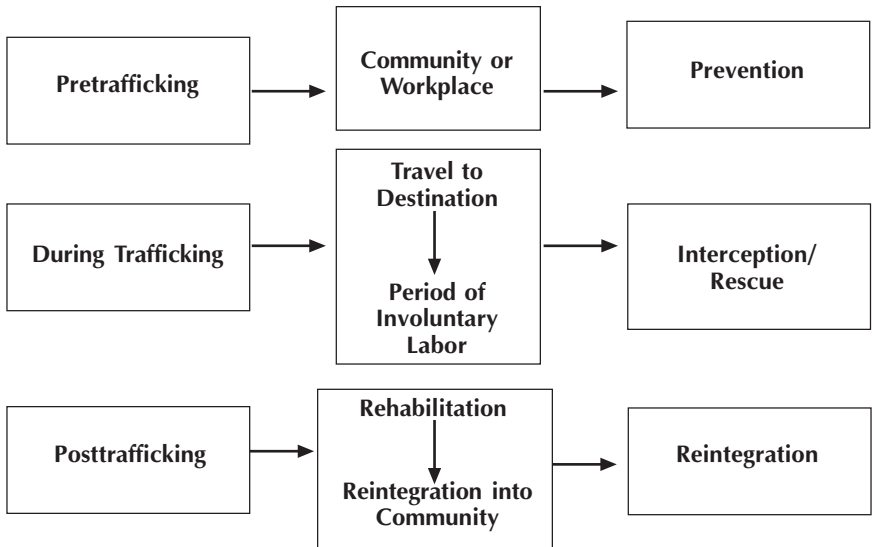 Pretrafficking
Community or
Workplace
Prevention
During Trafficking
Travel to
Destination
Period of
Involuntary
Labor
Interception/
Rescue
Posttrafficking
Rehabilitation
Reintegration into
Community
Reintegration